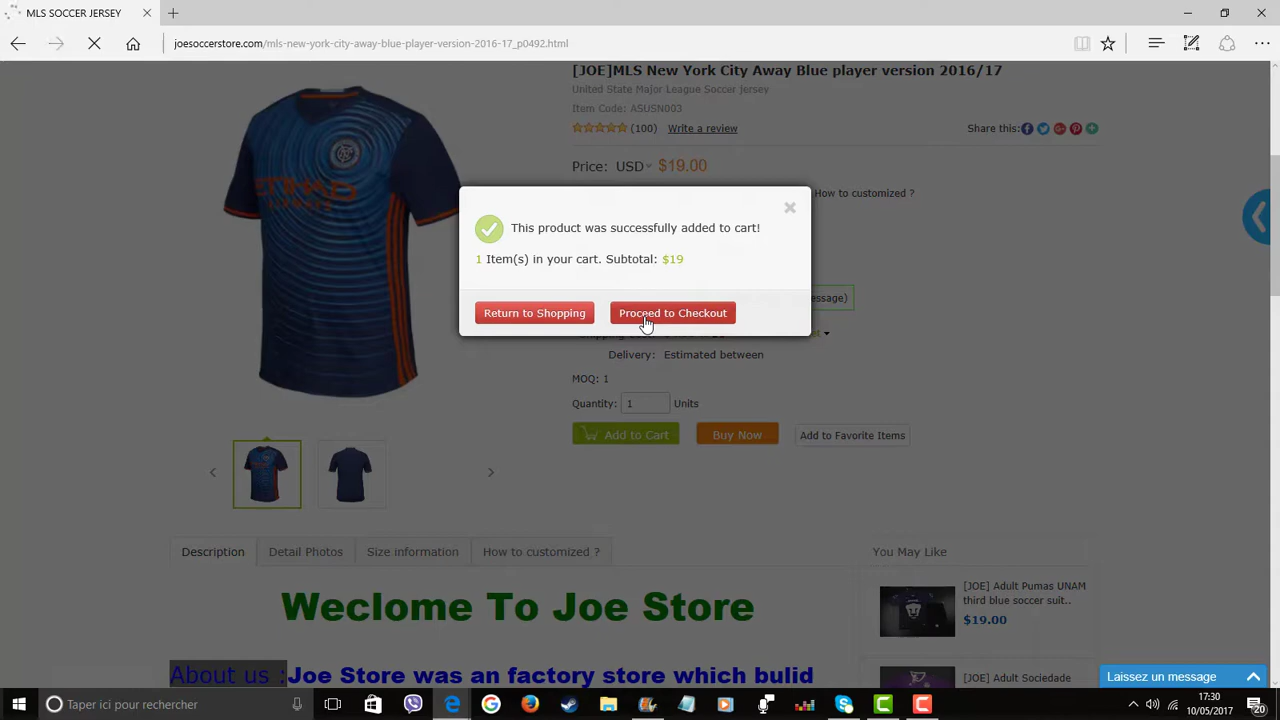 MLS SOCCER JERSEY
joesoccerstore.com/mls-new-york-city-away-blue-player-version-2016-17_p0492.html
[JOE]MLS New York City Away Blue player version 2016/17
United State Major League Soccer Jersey
Item Code: ASUSN003
(100) Write a review
Share this:
Price: USD $19.00
How to customized ?
This product was successfully added to cart!
1 Item(s) in your cart. Subtotal: $19
message)
Return to Shopping
Proceed to Checkout
Delivery: Estimated between
MOQ: 1
Quantity: 1 Units
Add to Cart
Buy Now
Add to Favorite Items
ETIHAD
Description
Detail Photos
Size information
How to customized ?
You May Like
Weclome To Joe Store
[JOE] Adult Pumas UNAM
third blue soccer suit..
$19.00
About us :Joe Store was an factory store which bulid
[JOE] Adult Sociedade
Laissez un message
Taper ici pour rechercher
17:30
10/05/2017
20